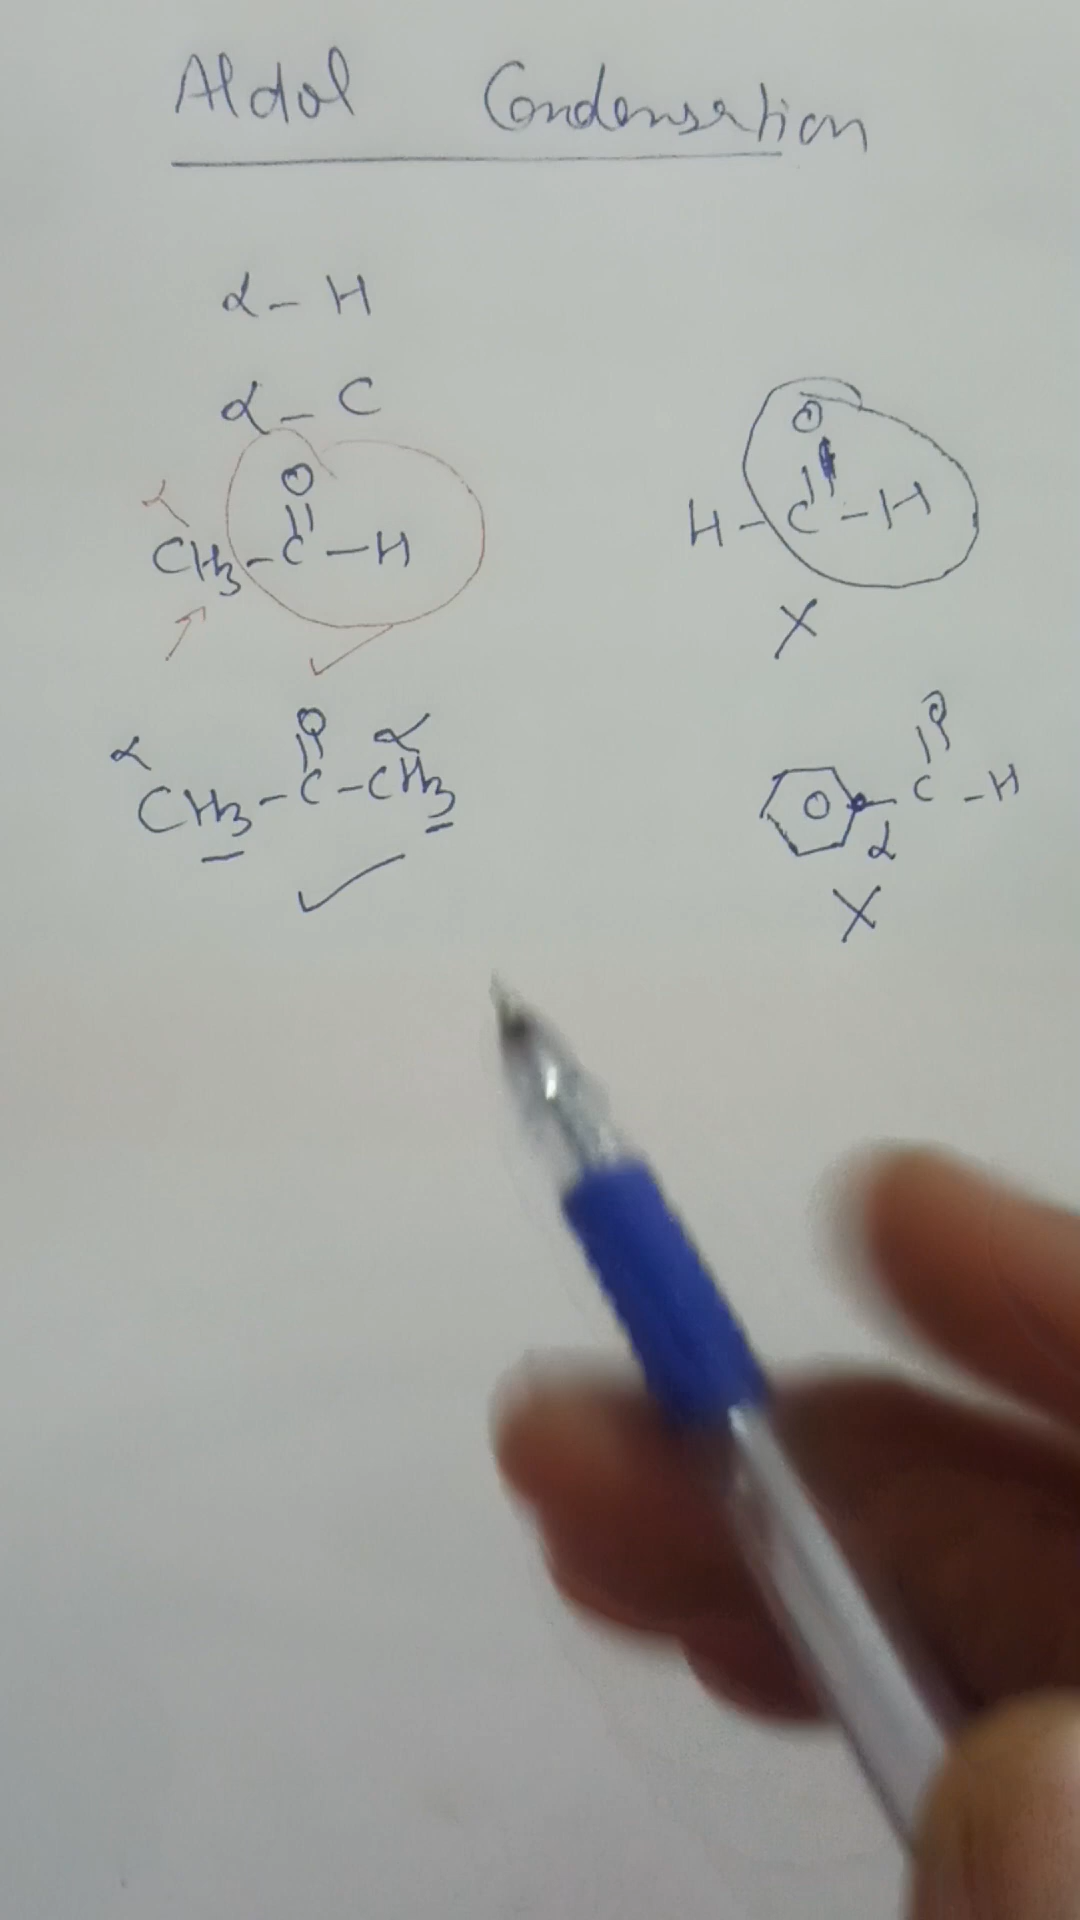 Aldol Condensation
α - H
α - C
O
α
CH3 - C - H
O
H - C - H
X
α O α
CH3 - C - CH3
O
C - H
α
X